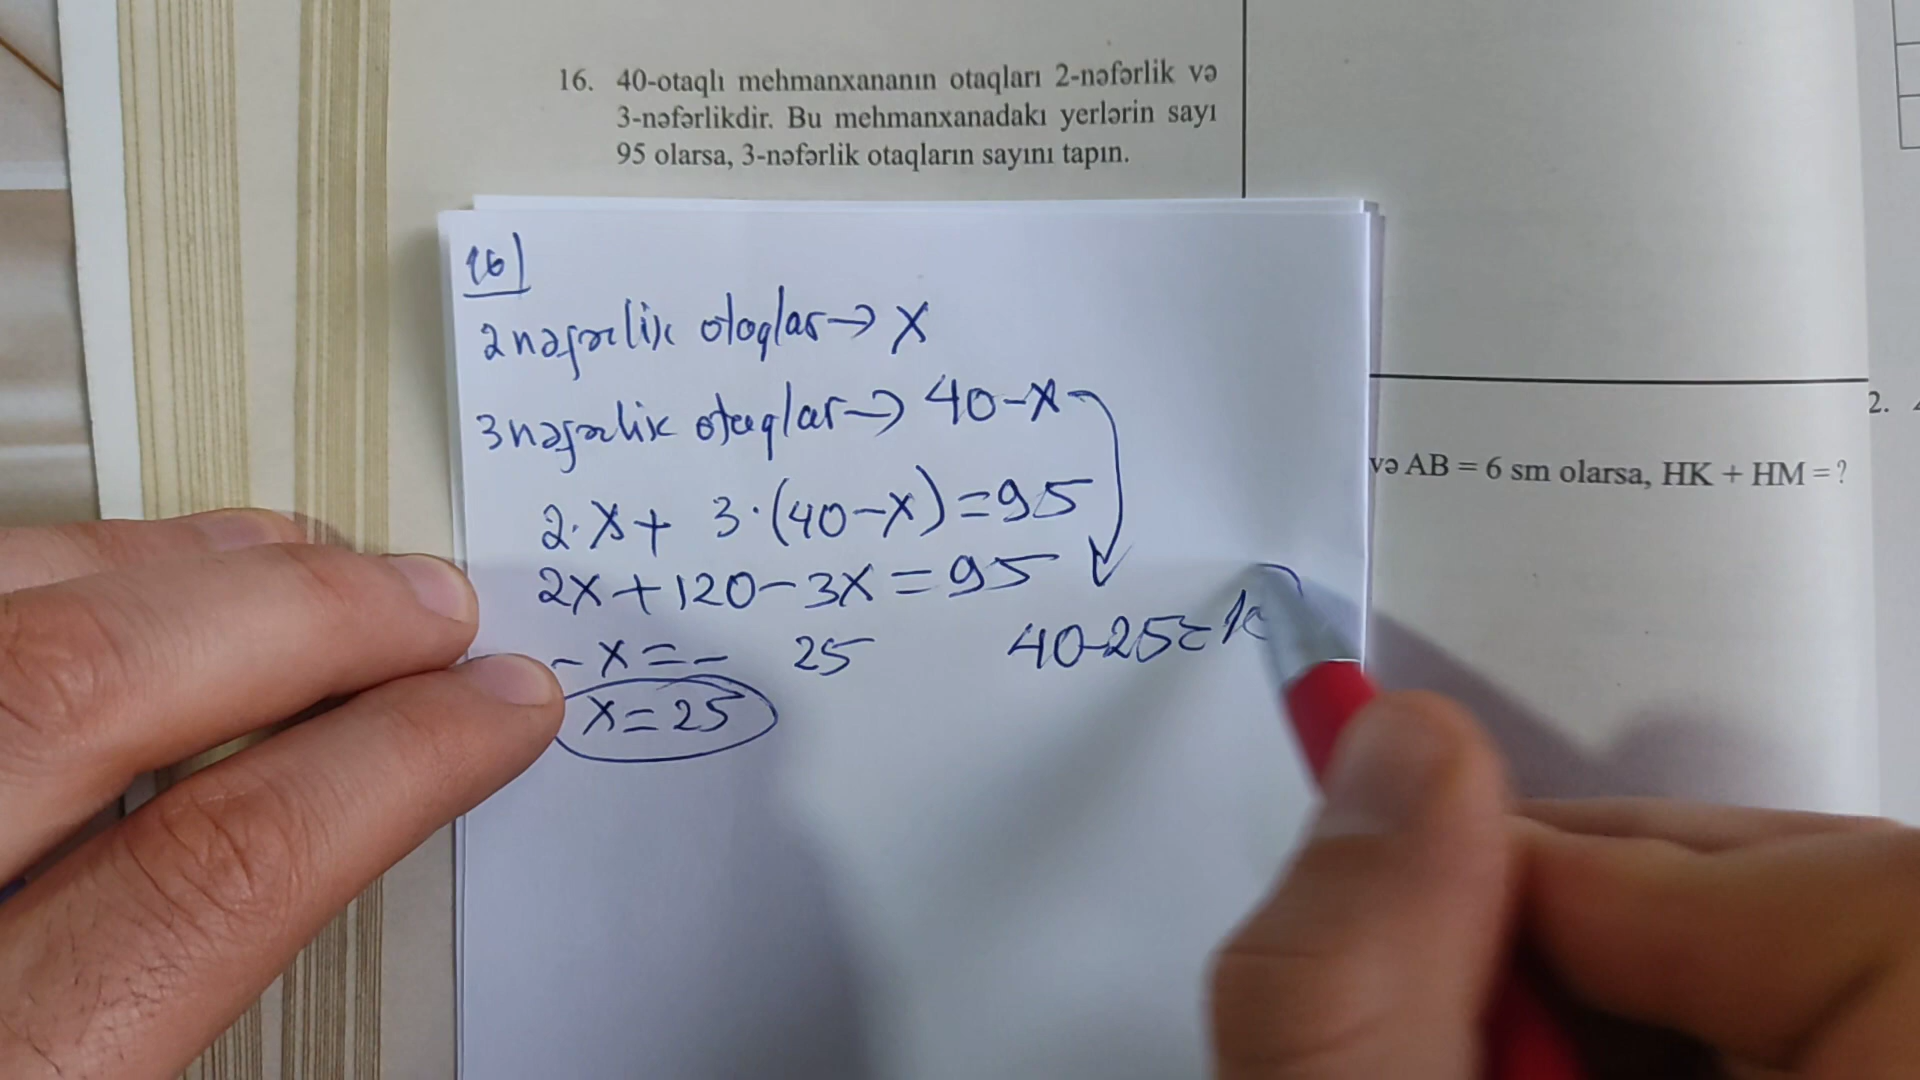 16. 40-otaqlı mehmanxananın otaqları 2-nəfərlik və
3-nəfərlikdir. Bu mehmanxanadakı yerlərin sayı
95 olarsa, 3-nəfərlik otaqların sayını tapın.
16)
2 nəfərlik otaqlar → x
3 nəfərlik otaqlar → 40-x
2·x + 3·(40-x) = 95
2x + 120 - 3x = 95
-x = - 25
x = 25
40-25=1
və AB = 6 sm olarsa, HK + HM = ?
2.